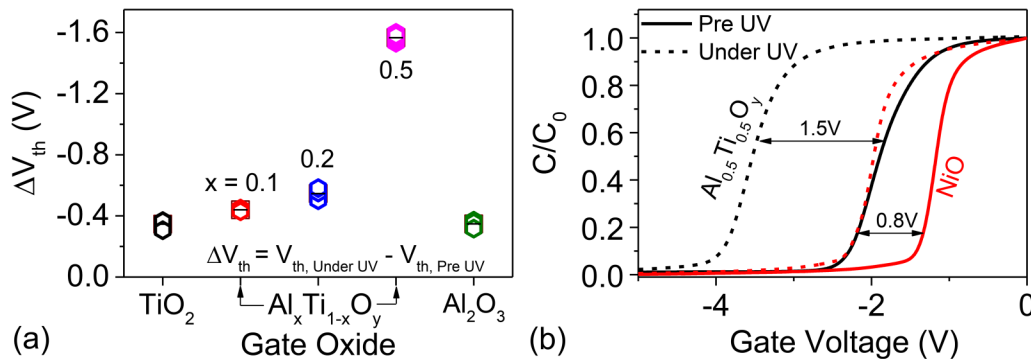 -1.6
-1.2
-0.8
-0.4
0.0
ΔV_th (V)
0.5
0.2
x = 0.1
ΔV_th = V_th, Under UV - V_th, Pre UV
TiO₂
Al_xTi_1-xO_y
Al₂O₃
Gate Oxide
(a)
Pre UV
Under UV
1.0
0.8
0.6
0.4
0.2
0.0
C/C₀
Al_0.5Ti_0.5O_y
1.5V
NiO
0.8V
-4
-2
0
Gate Voltage (V)
(b)